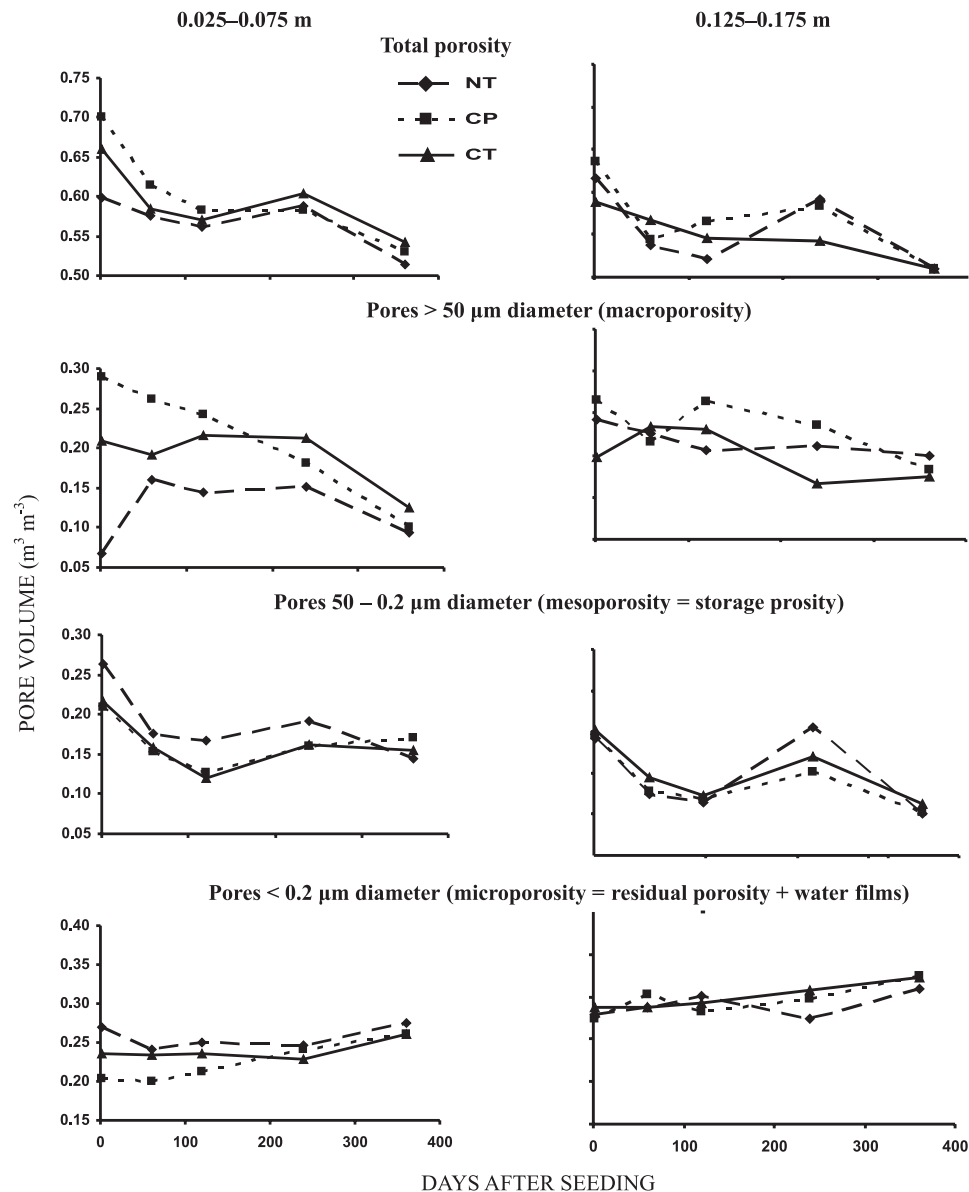 0.025–0.075 m 0.125–0.175 m
Total porosity
NT
CP
CT
0.75
0.70
0.65
0.60
0.55
0.50
Pores > 50 µm diameter (macroporosity)
0.30
0.25
0.20
0.15
0.10
0.05
Pores 50 – 0.2 µm diameter (mesoporosity = storage prosity)
0.30
0.25
0.20
0.15
0.10
0.05
Pores < 0.2 µm diameter (microporosity = residual porosity + water films)
0.40
0.35
0.30
0.25
0.20
0.15
0 100 200 300 400 0 100 200 300 400
PORE VOLUME (m³ m⁻³)
DAYS AFTER SEEDING